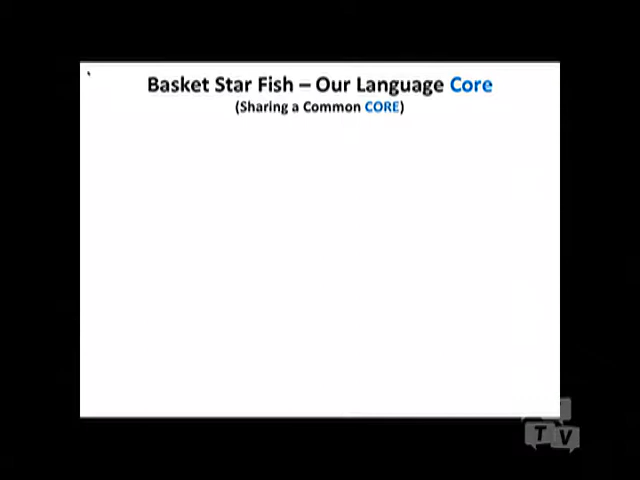 Basket Star Fish – Our Language Core
(Sharing a Common CORE)
T V